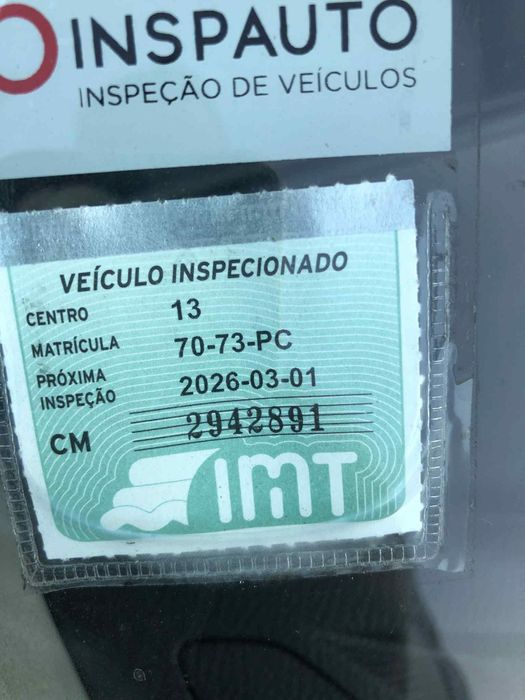 INSPAUTO
INSPEÇÃO DE VEÍCULOS
VEÍCULO INSPECIONADO
CENTRO 13
MATRÍCULA 70-73-PC
PRÓXIMA INSPEÇÃO 2026-03-01
CM 2942891
IMT